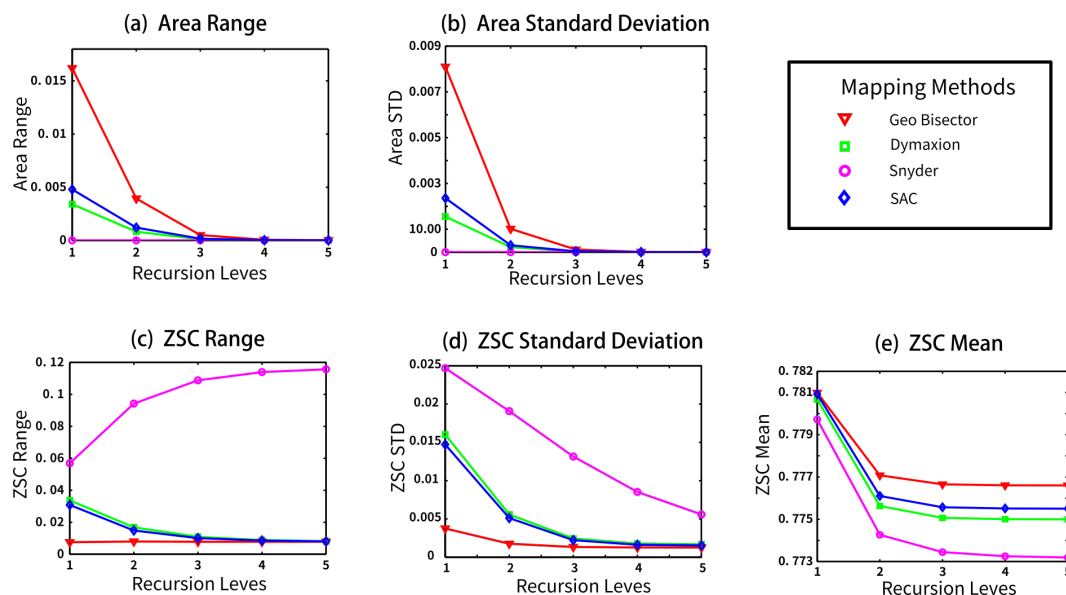 (a) Area Range
0. 015
0. 01
0. 005
0
Area Range
1 2 3 4 5
Recursion Leves
(b) Area Standard Deviation
0.009
0.007
0.005
0.003
10.00
0
Area STD
1 2 3 4 5
Recursion Leves
Mapping Methods
Geo Bisector
Dymaxion
Snyder
SAC
(c) ZSC Range
0.12
0.1
0.08
0.06
0.04
0.02
0
ZSC Range
1 2 3 4 5
Recursion Leves
(d) ZSC Standard Deviation
0.025
0.02
0.015
0.01
0.005
0
ZSC STD
1 2 3 4 5
Recursion Leves
(e) ZSC Mean
0.782
0.781
0.779
0.7777
0.775
0.773
ZSC Mean
1 2 3 4 5
Recursion Leves